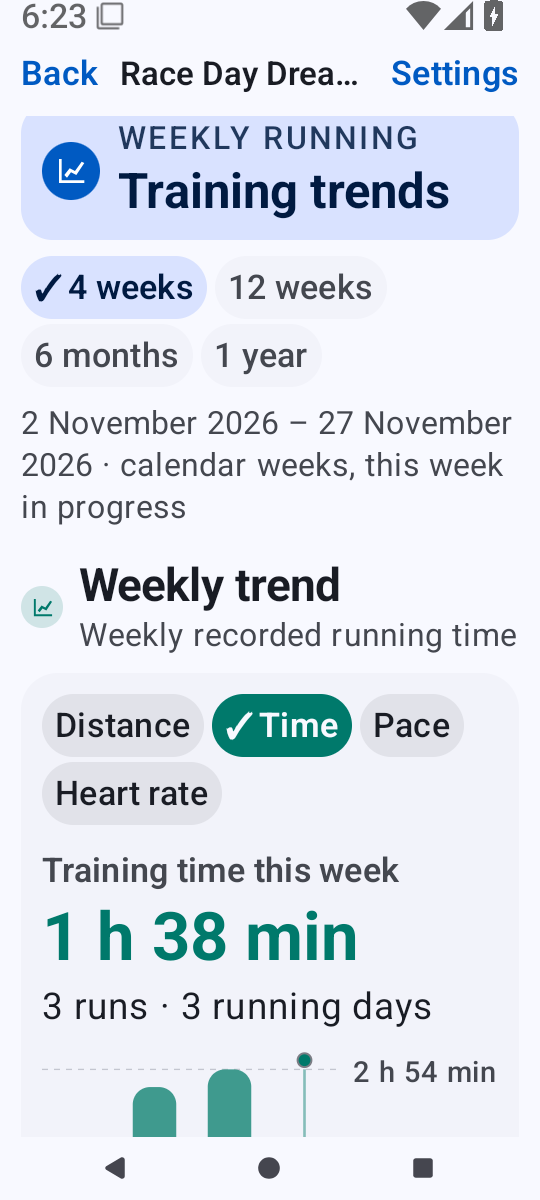 6:23
Back Race Day Drea… Settings
WEEKLY RUNNING
Training trends
✓ 4 weeks 12 weeks
6 months 1 year
2 November 2026 – 27 November
2026 · calendar weeks, this week
in progress
Weekly trend
Weekly recorded running time
Distance ✓ Time Pace
Heart rate
Training time this week
1 h 38 min
3 runs · 3 running days
2 h 54 min